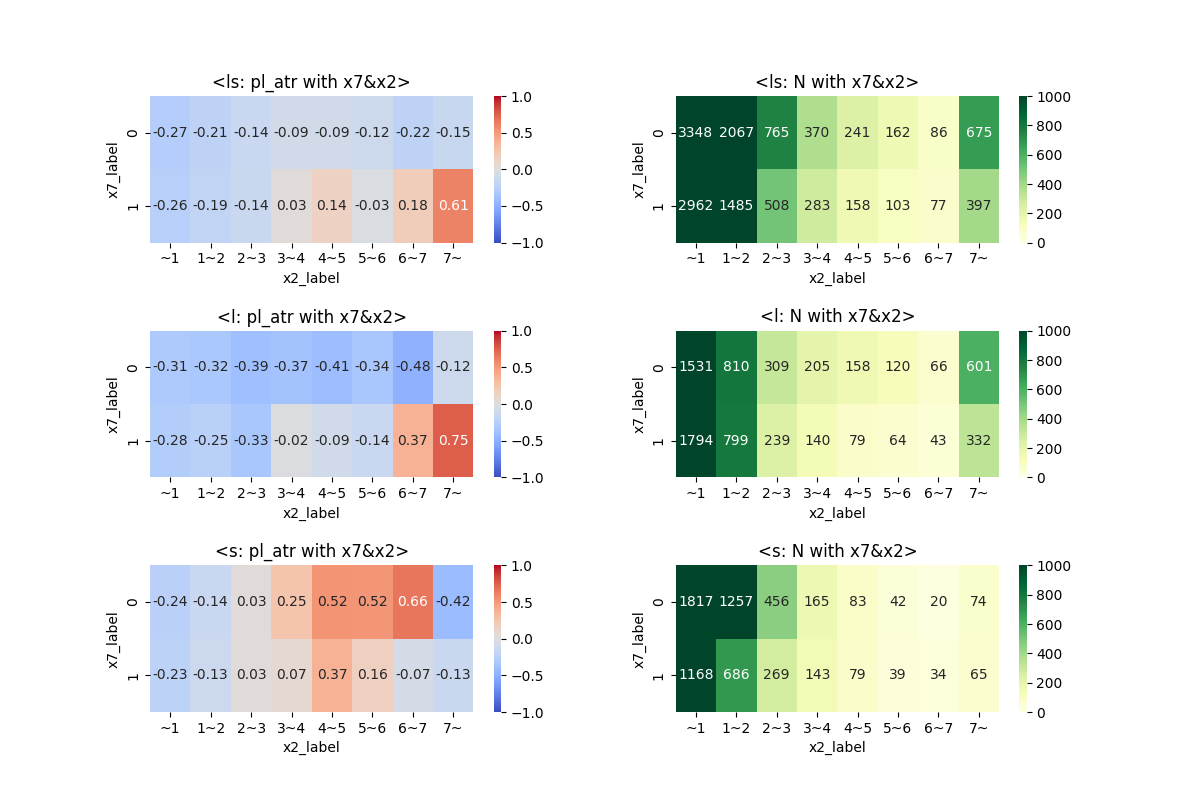 <ls: pl_atr with x7&x2>
x7_label
0 -0.27 -0.21 -0.14 -0.09 -0.09 -0.12 -0.22 -0.15
1 -0.26 -0.19 -0.14 0.03 0.14 -0.03 0.18 0.61
~1 1~2 2~3 3~4 4~5 5~6 6~7 7~
x2_label
1.0
0.5
0.0
−0.5
−1.0
<ls: N with x7&x2>
x7_label
0 3348 2067 765 370 241 162 86 675
1 2962 1485 508 283 158 103 77 397
~1 1~2 2~3 3~4 4~5 5~6 6~7 7~
x2_label
1000
800
600
400
200
0
<l: pl_atr with x7&x2>
x7_label
0 -0.31 -0.32 -0.39 -0.37 -0.41 -0.34 -0.48 -0.12
1 -0.28 -0.25 -0.33 -0.02 -0.09 -0.14 0.37 0.75
~1 1~2 2~3 3~4 4~5 5~6 6~7 7~
x2_label
1.0
0.5
0.0
−0.5
−1.0
<l: N with x7&x2>
x7_label
0 1531 810 309 205 158 120 66 601
1 1794 799 239 140 79 64 43 332
~1 1~2 2~3 3~4 4~5 5~6 6~7 7~
x2_label
1000
800
600
400
200
0
<s: pl_atr with x7&x2>
x7_label
0 -0.24 -0.14 0.03 0.25 0.52 0.52 0.66 -0.42
1 -0.23 -0.13 0.03 0.07 0.37 0.16 -0.07 -0.13
~1 1~2 2~3 3~4 4~5 5~6 6~7 7~
x2_label
1.0
0.5
0.0
−0.5
−1.0
<s: N with x7&x2>
x7_label
0 1817 1257 456 165 83 42 20 74
1 1168 686 269 143 79 39 34 65
~1 1~2 2~3 3~4 4~5 5~6 6~7 7~
x2_label
1000
800
600
400
200
0